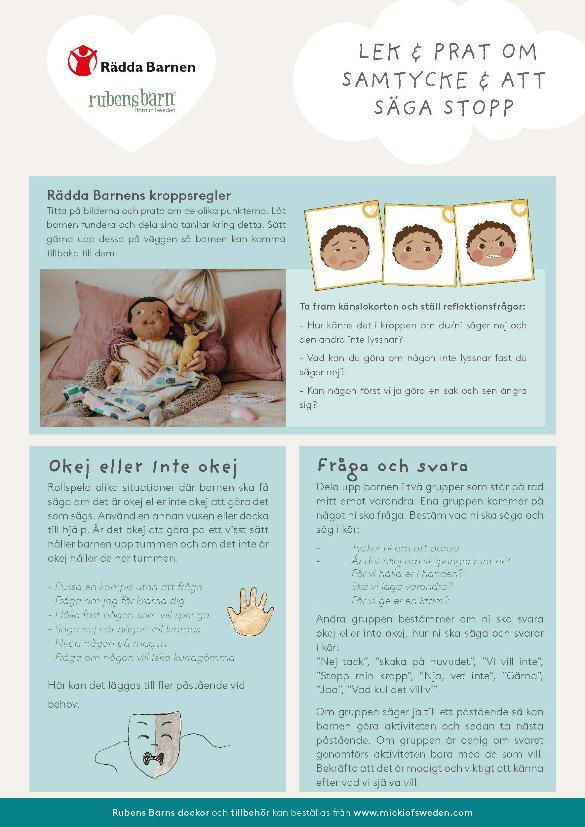 Rädda Barnen
rubensbarn
Born in Sweden
LEK & PRAT OM
SAMTYCKE & ATT
SÄGA STOPP
Rädda Barnens kroppsregler
Titta på bilderna och prata om de olika punkterna. Låt
barnen fundera och dela sina tankar kring detta. Sätt
gärna upp dessa på väggen så barnen kan komma
tillbaka till dem.
Ta fram känslokorten och ställ reflektionsfrågor:
- Hur känns det i kroppen om du/ni säger nej och
den andra inte lyssnar?
- Vad kan du göra om någon inte lyssnar fast du
säger nej?
- Kan någon först vilja göra en sak och sen ångra
sig?
Okej eller inte okej
Rollspela olika situationer där barnen ska få
säga om det är okej eller inte okej att göra det
som sägs. Använd en annan vuxen eller docka
till hjälp. Är det okej att göra på ett visst sätt
håller barnen upp tummen och om det inte är
okej håller de ner tummen.
- Pussa en kompis utan att fråga
- Fråga om jag får krama dig
- Hålla fast någon som vill springa
- Säga nej när någon vill kramas
- Nypa någon på magen
- Fråga om någon vill leka kurragömma
Här kan det läggas till fler påstående vid
behov.
Fråga och svara
Dela upp barnen i två grupper som står på rad
mitt emot varandra. Ena gruppen kommer på
något ni ska fråga. Bestäm vad ni ska säga och
säg i kör:
- Tycker ni om att dansa
- Är det okej om vi springer runt er?
Får vi hålla er i handen?
Ska vi jaga varandra?
Får vi ge er en kram?
Andra gruppen bestämmer om ni ska svara
okej eller inte okej, hur ni ska säga och svarar
i kör:
"Nej tack", "skaka på huvudet", "Vi vill inte",
"Stopp min kropp", "Nja, vet inte", "Gärna",
"Jaa", "Vad kul det vill vi".
Om gruppen säger ja till ett påstående så kan
barnen göra aktiviteten och sedan ta nästa
påstående. Om gruppen är oenig om svaret
genomförs aktiviteten bara med de som vill.
Bekräfta att det är modigt och viktigt att känna
efter vad vi själva vill.
Rubens Barns dockor och tillbehör kan beställas från www.mickiofsweden.com